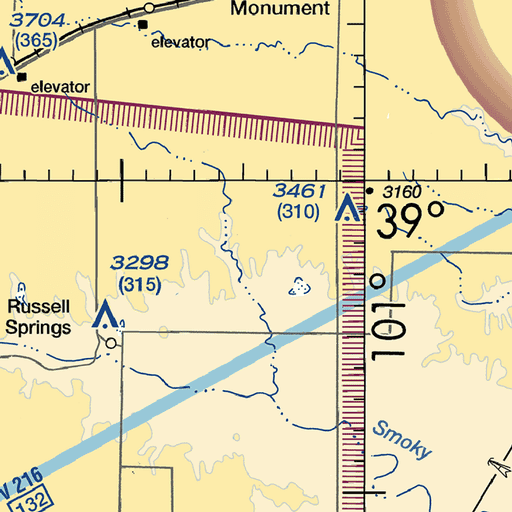 Monument
3704
(365)
elevator
elevator
3461
(310)
3160
39°
3298
(315)
Russell
Springs
101°
Smoky
V 216
132